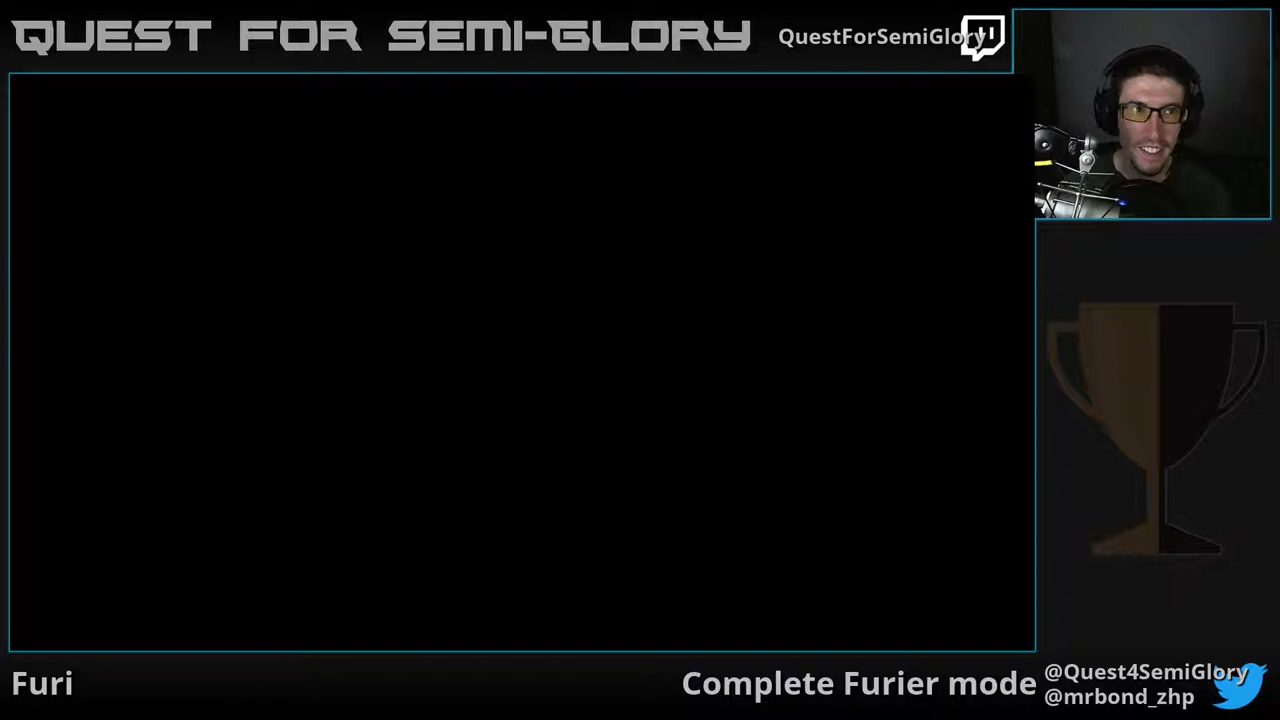 QUEST FOR SEMI-GLORY
QuestForSemiGlory
Furi
Complete Furier mode
@Quest4SemiGlory
@mrbond_zhp